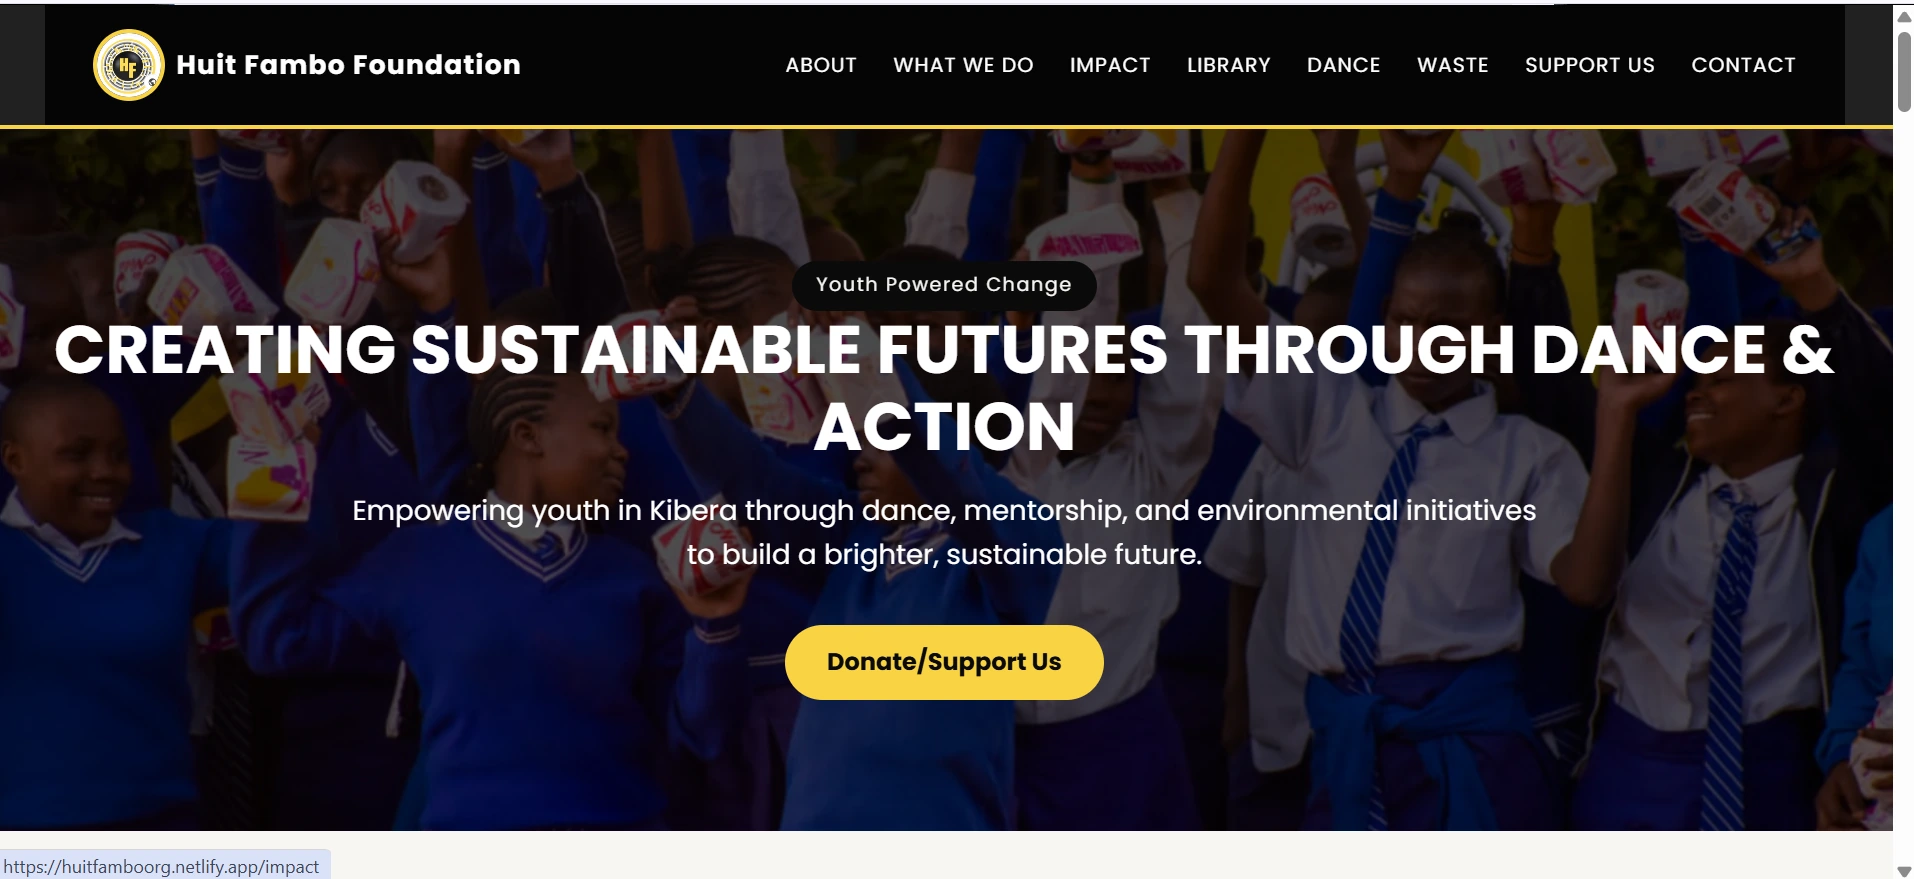 HF
Huit Fambo Foundation
ABOUT WHAT WE DO IMPACT LIBRARY DANCE WASTE SUPPORT US CONTACT
Youth Powered Change
CREATING SUSTAINABLE FUTURES THROUGH DANCE &
ACTION
Empowering youth in Kibera through dance, mentorship, and environmental initiatives
to build a brighter, sustainable future.
Donate/Support Us
https://huitfamboorg.netlify.app/impact